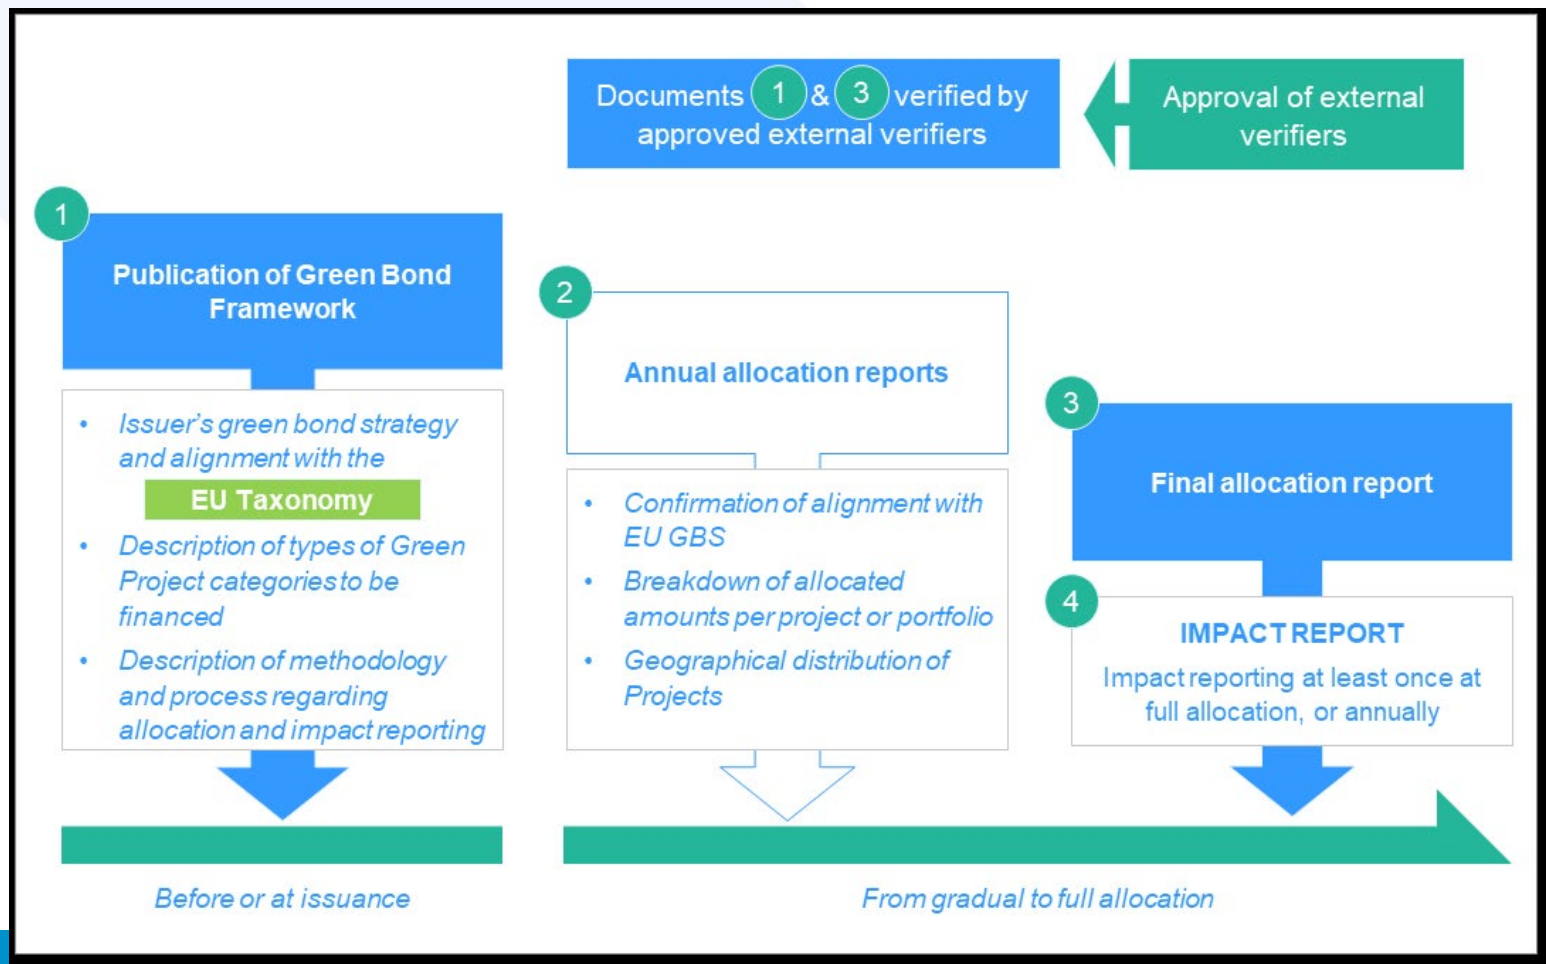 Documents 1 & 3 verified by
approved external verifiers
Approval of external
verifiers
1
Publication of Green Bond
Framework
• Issuer's green bond strategy
and alignment with the
EU Taxonomy
• Description of types of Green
Project categories to be
financed
• Description of methodology
and process regarding
allocation and impact reporting
2
Annual allocation reports
• Confirmation of alignment with
EU GBS
• Breakdown of allocated
amounts per project or portfolio
• Geographical distribution of
Projects
3
Final allocation report
4
IMPACT REPORT
Impact reporting at least once at
full allocation, or annually
Before or at issuance
From gradual to full allocation